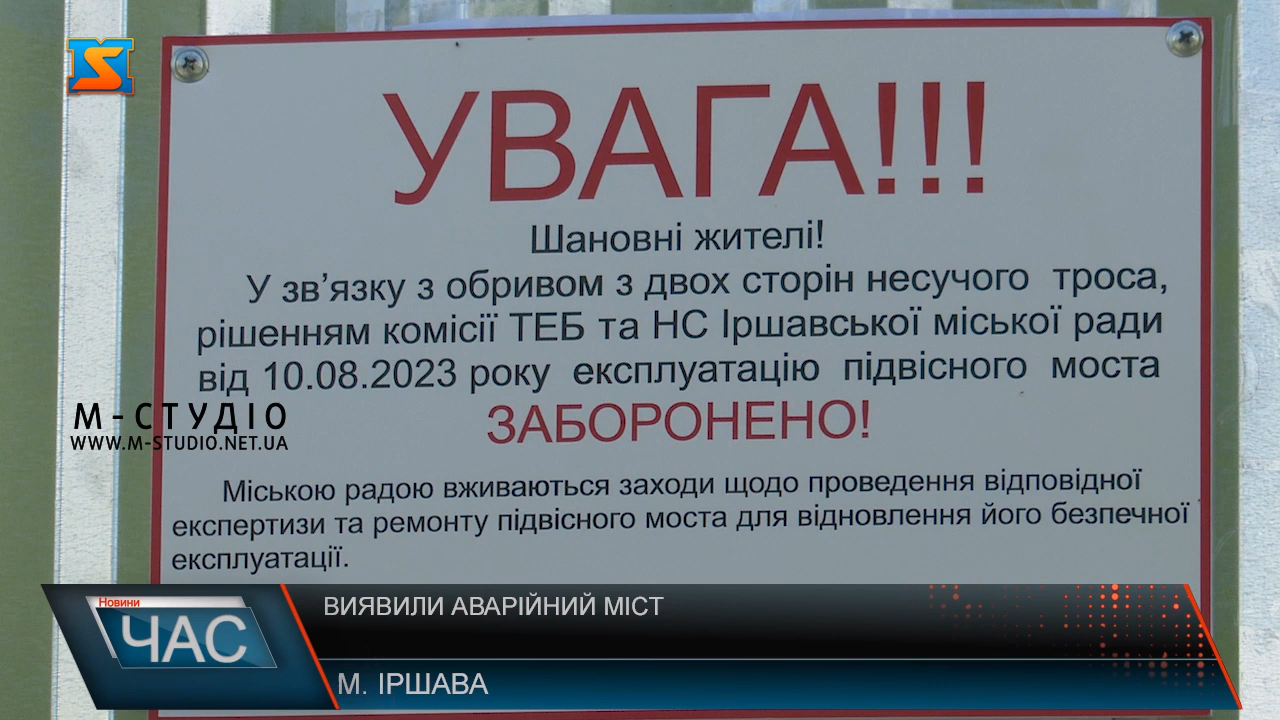 УВАГА!!!
Шановні жителі!
У зв’язку з обривом з двох сторін несучого троса,
рішенням комісії ТЕБ та НС Іршавської міської ради
від 10.08.2023 року експлуатацію підвісного моста
ЗАБОРОНЕНО!
М-СТУДІО
WWW.M-STUDIO.NET.UA
Міською радою вживаються заходи щодо проведення відповідної
експертизи та ремонту підвісного моста для відновлення його безпечної
експлуатації.
Новини
ЧАС
ВИЯВИЛИ АВАРІЙНИЙ МІСТ
М. ІРШАВА